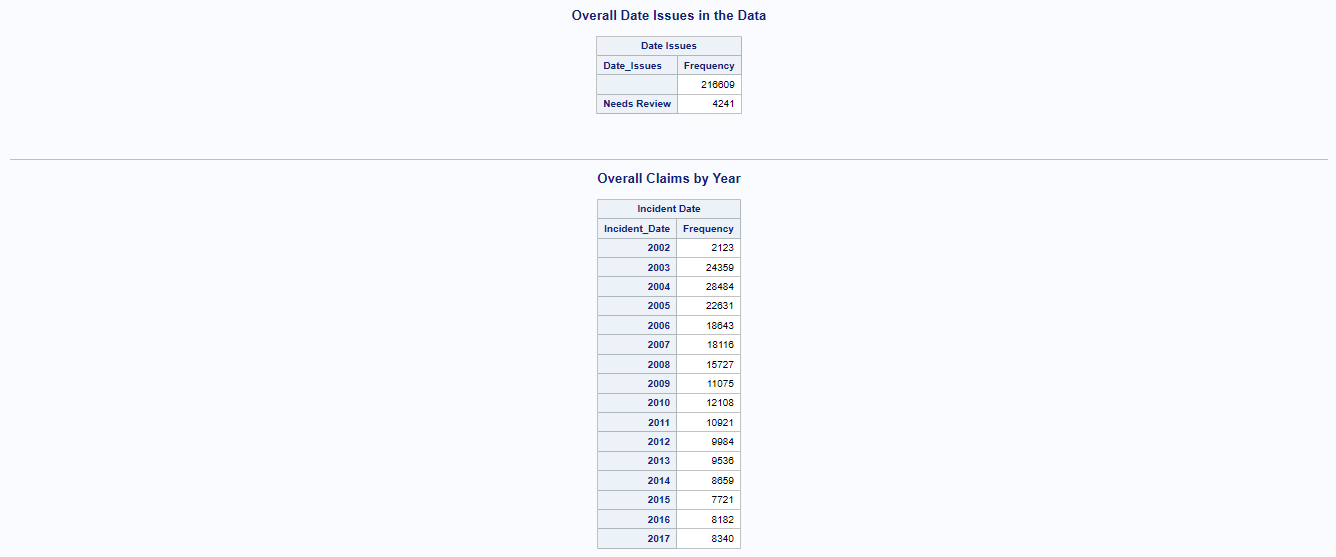 Overall Date Issues in the Data
Date Issues
Date_Issues Frequency
216609
Needs Review 4241
Overall Claims by Year
Incident Date
Incident_Date Frequency
2002 2123
2003 24359
2004 28484
2005 22631
2006 18643
2007 18116
2008 15727
2009 11075
2010 12108
2011 10921
2012 9984
2013 9536
2014 8659
2015 7721
2016 8182
2017 8340